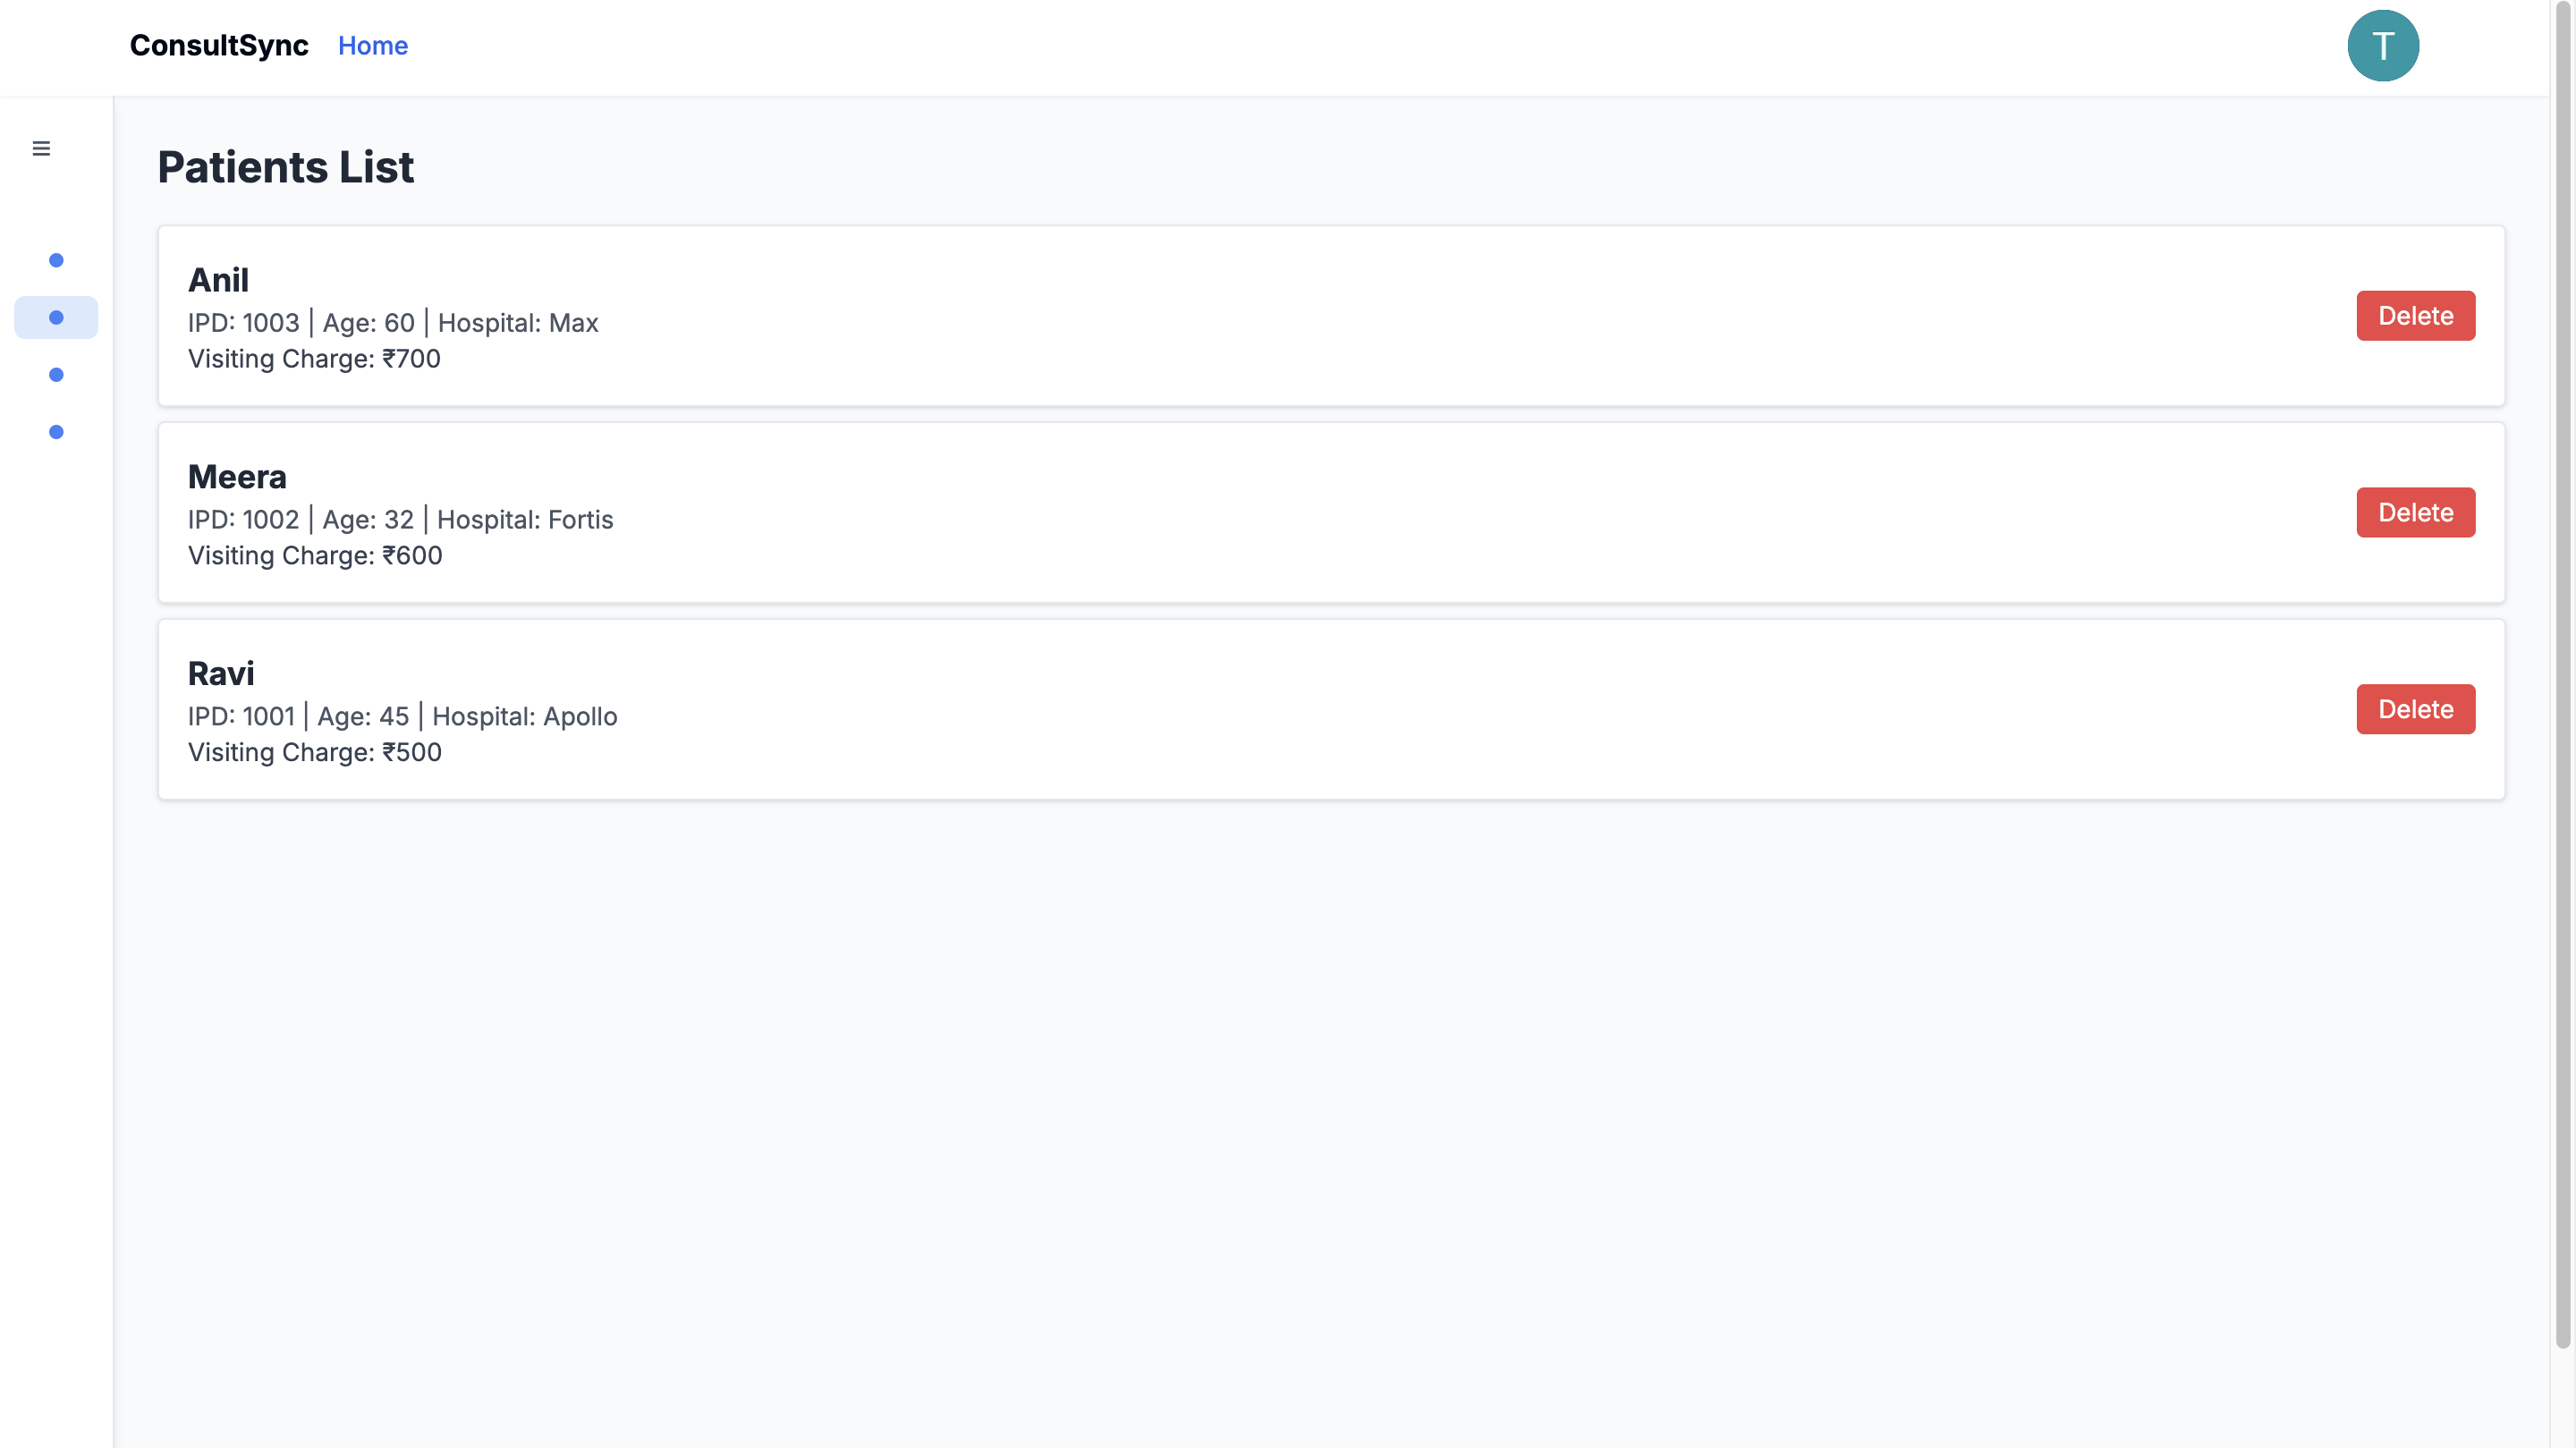 ConsultSync Home T
Patients List
Anil
IPD: 1003 | Age: 60 | Hospital: Max
Visiting Charge: ₹700
Delete
Meera
IPD: 1002 | Age: 32 | Hospital: Fortis
Visiting Charge: ₹600
Delete
Ravi
IPD: 1001 | Age: 45 | Hospital: Apollo
Visiting Charge: ₹500
Delete